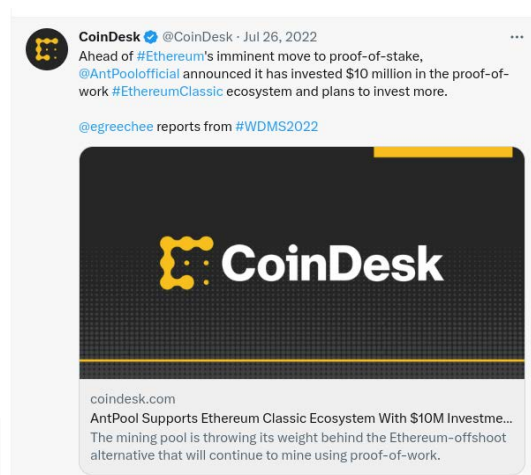 CoinDesk @CoinDesk · Jul 26, 2022
Ahead of #Ethereum's imminent move to proof-of-stake,
@AntPoolofficial announced it has invested $10 million in the proof-of-
work #EthereumClassic ecosystem and plans to invest more.
@egreechee reports from #WDMS2022
CoinDesk
coindesk.com
AntPool Supports Ethereum Classic Ecosystem With $10M Investme...
The mining pool is throwing its weight behind the Ethereum-offshoot
alternative that will continue to mine using proof-of-work.